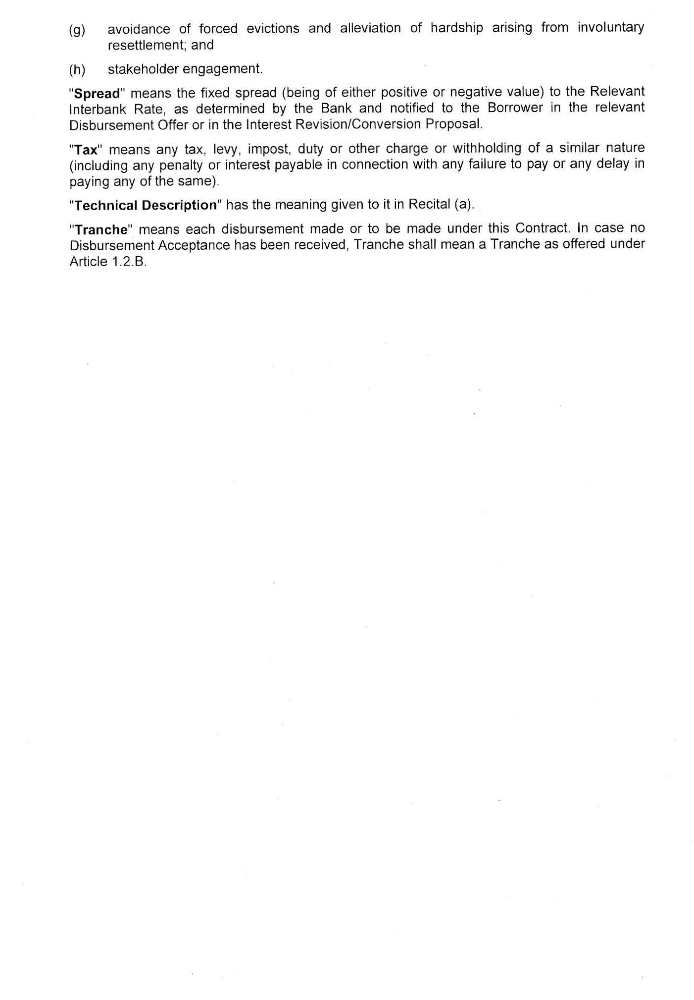 (g) avoidance of forced evictions and alleviation of hardship arising from involuntary
resettlement; and
(h) stakeholder engagement.
"Spread" means the fixed spread (being of either positive or negative value) to the Relevant
Interbank Rate, as determined by the Bank and notified to the Borrower in the relevant
Disbursement Offer or in the Interest Revision/Conversion Proposal.
"Tax" means any tax, levy, impost, duty or other charge or withholding of a similar nature
(including any penalty or interest payable in connection with any failure to pay or any delay in
paying any of the same).
"Technical Description" has the meaning given to it in Recital (a).
"Tranche" means each disbursement made or to be made under this Contract. In case no
Disbursement Acceptance has been received, Tranche shall mean a Tranche as offered under
Article 1.2.B.